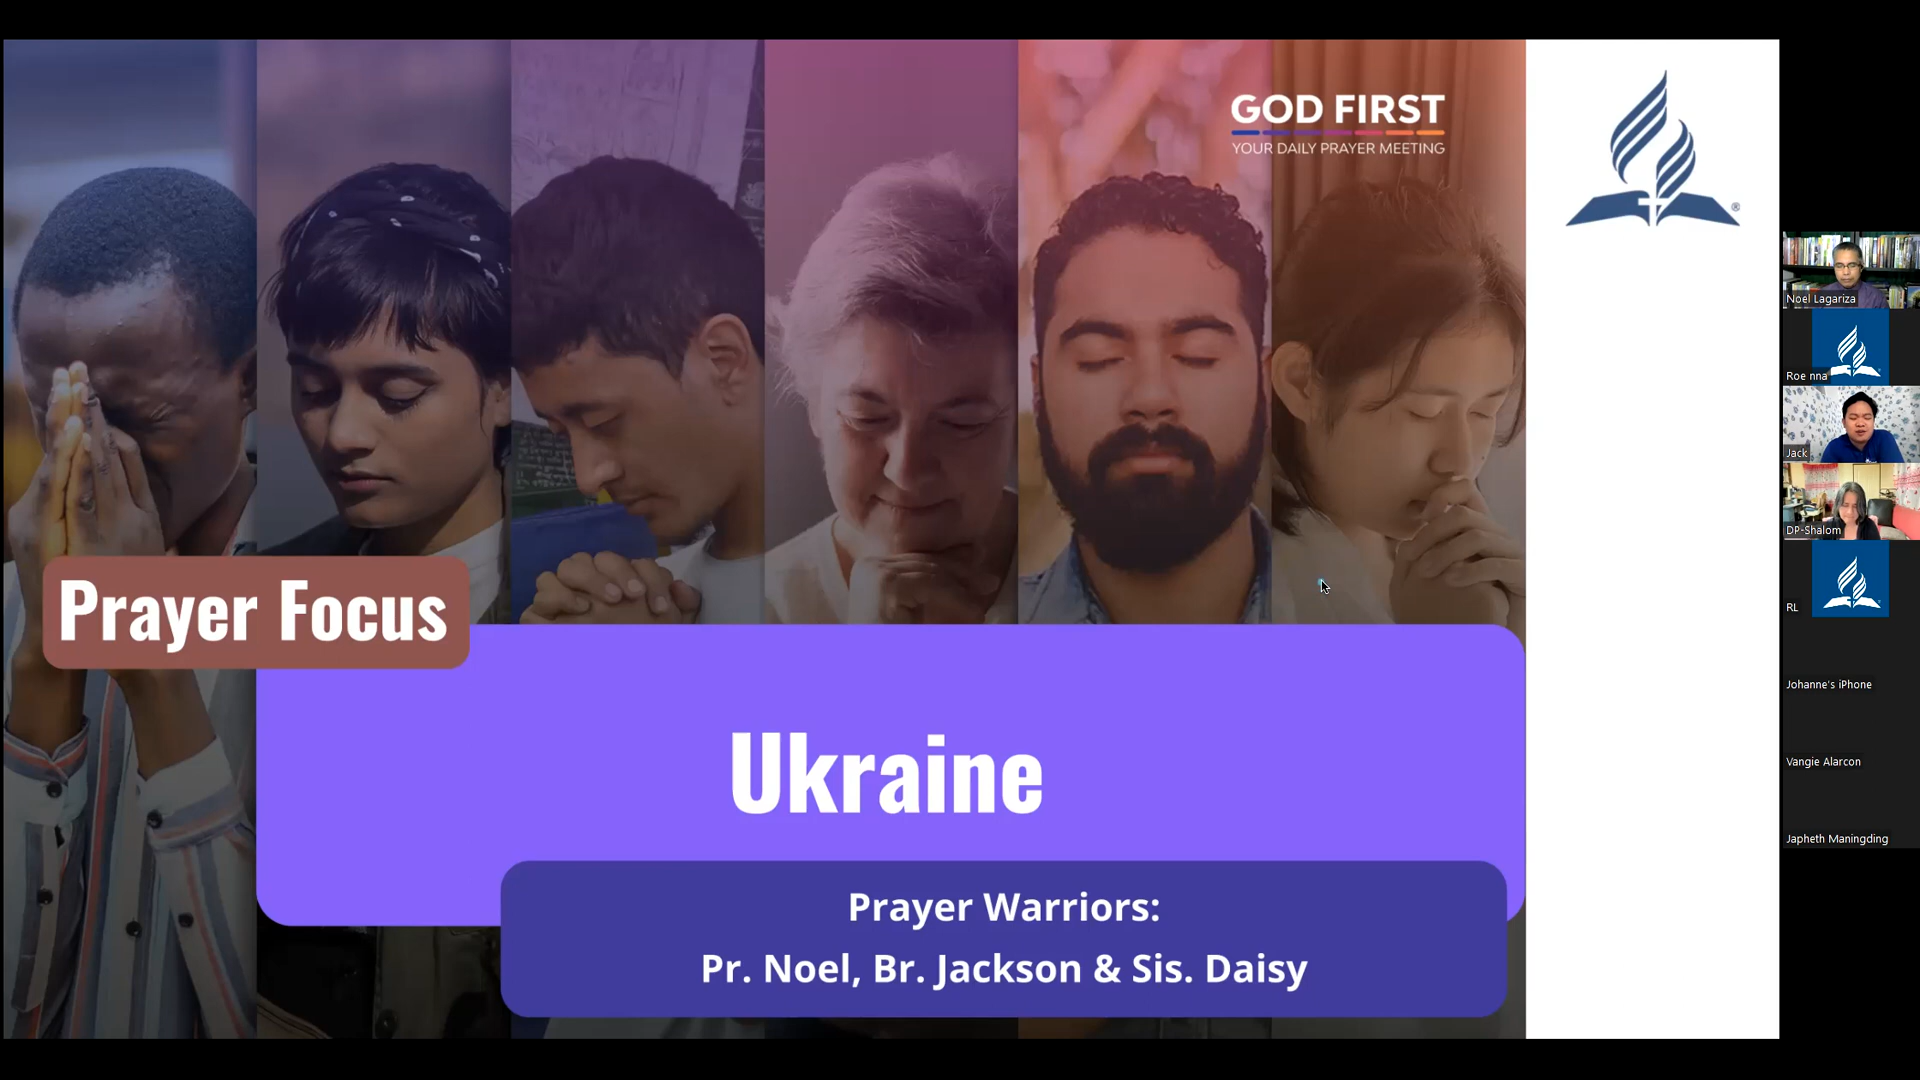 GOD FIRST
YOUR DAILY PRAYER MEETING
®
Prayer Focus
Ukraine
Prayer Warriors:
Pr. Noel, Br. Jackson & Sis. Daisy
Noel Lagariza
Roe nna
Jack
DP-Shalom
RL
Johanne's iPhone
Vangie Alarcon
Japheth Maningding